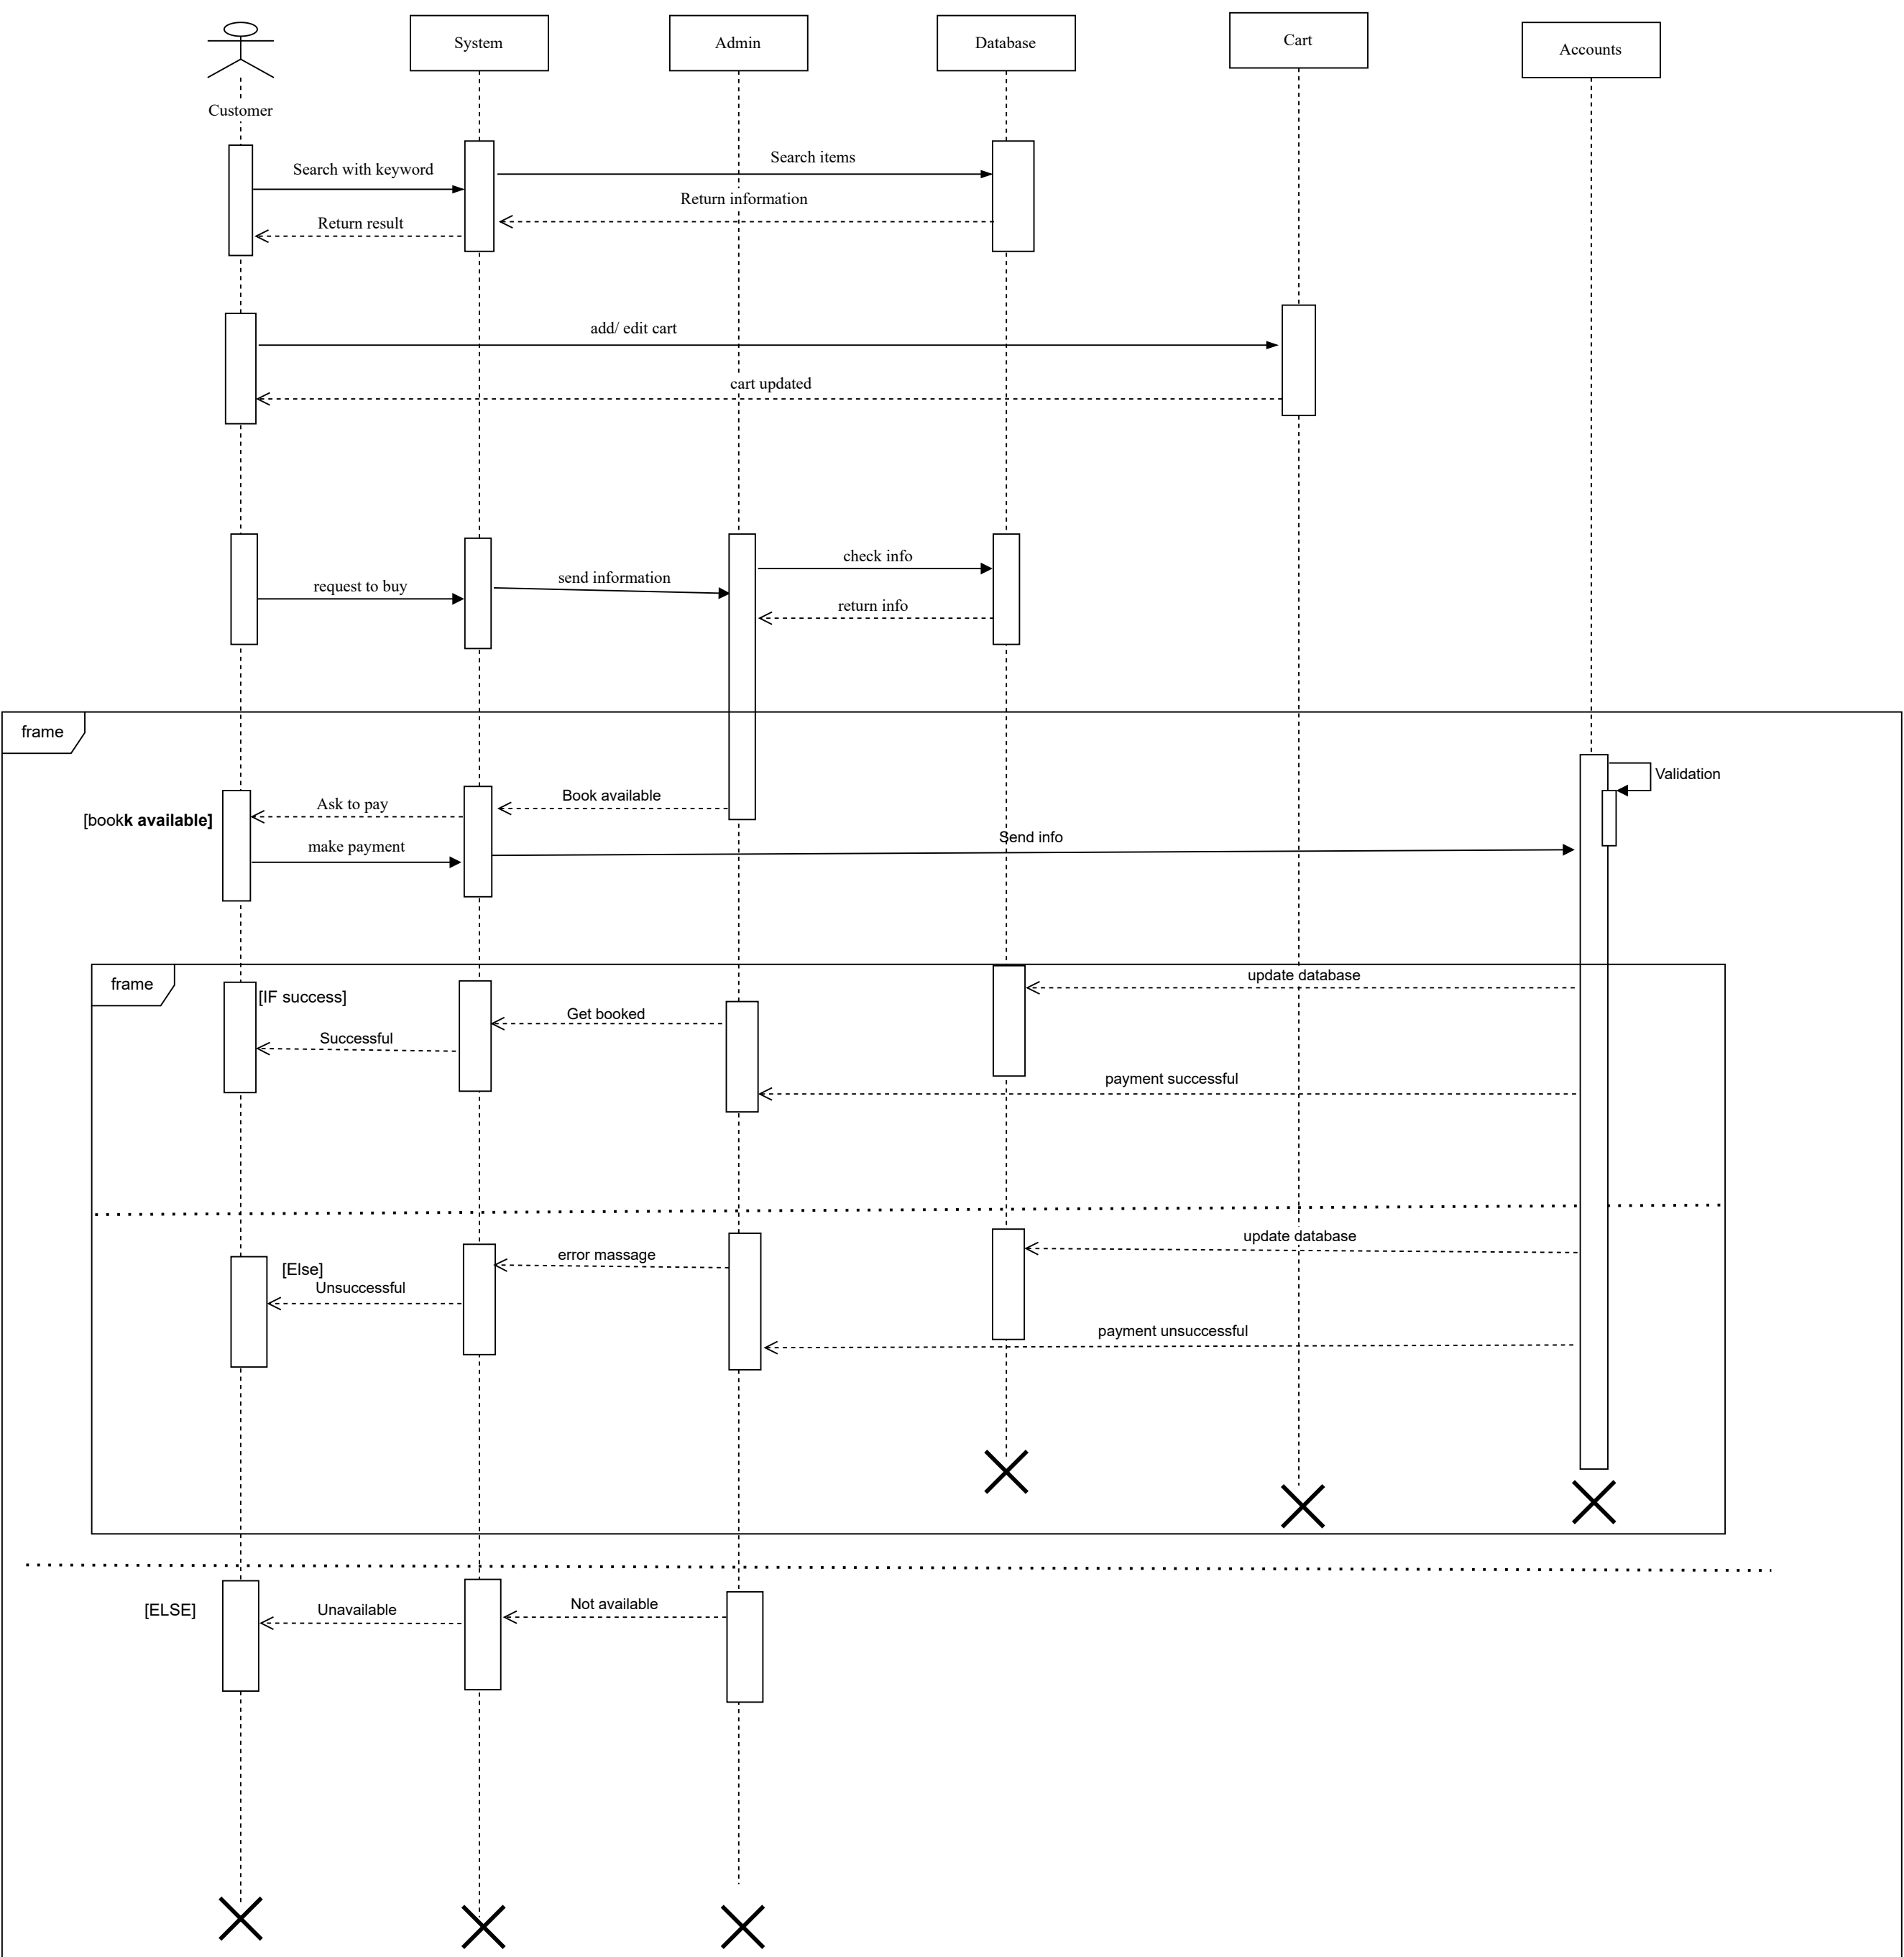 System
Admin
Database
Cart
Accounts
Customer
Search with keyword
Search items
Return information
Return result
add/ edit cart
cart updated
request to buy
send information
check info
return info
frame
Validation
[bookk available]
Ask to pay
Book available
make payment
Send info
frame
[IF success]
update database
Get booked
Successful
payment successful
update database
error massage
[Else]
Unsuccessful
payment unsuccessful
[ELSE]
Unavailable
Not available